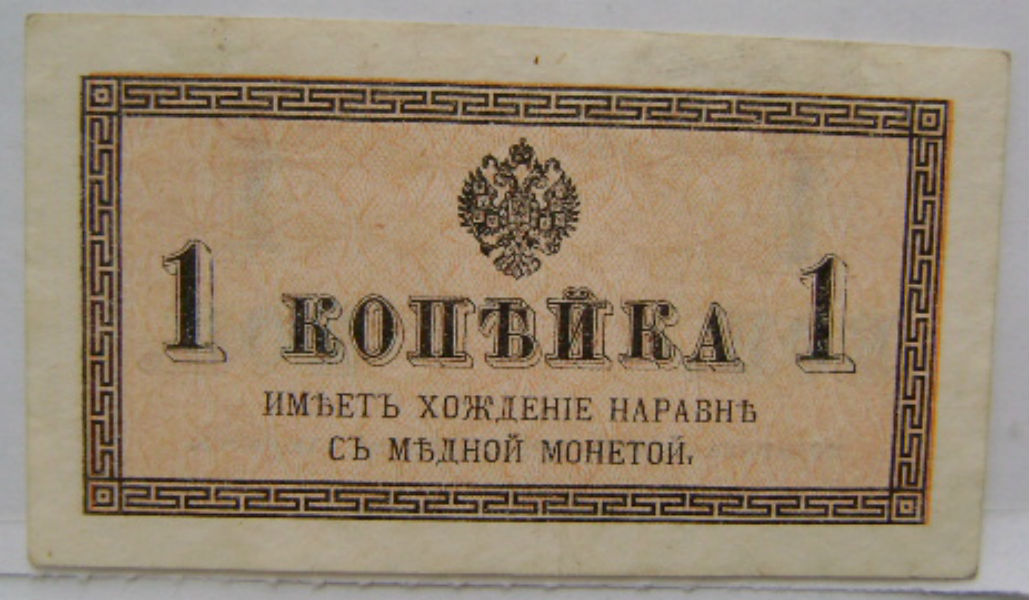 1 КОПѢЙКА 1
ИМѢЕТЪ ХОЖДЕНІЕ НАРАВНѢ
СЪ МѢДНОЙ МОНЕТОЙ.